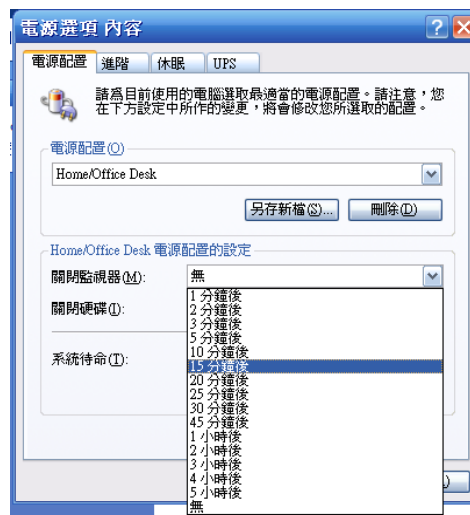 電源選項 內容
電源配置 進階 休眠 UPS
請為目前使用的電腦選取最適當的電源配置。請注意，您
在下方設定中所作的變更，將會修改您所選取的配置。
電源配置(O)
Home/Office Desk
另存新檔(S)... 刪除(D)
Home/Office Desk 電源配置的設定
關閉監視器(M): 無
關閉硬碟(I):
系統待命(T):
1 分鐘後
2 分鐘後
3 分鐘後
5 分鐘後
10 分鐘後
15 分鐘後
20 分鐘後
25 分鐘後
30 分鐘後
45 分鐘後
1 小時後
2 小時後
3 小時後
4 小時後
5 小時後
無